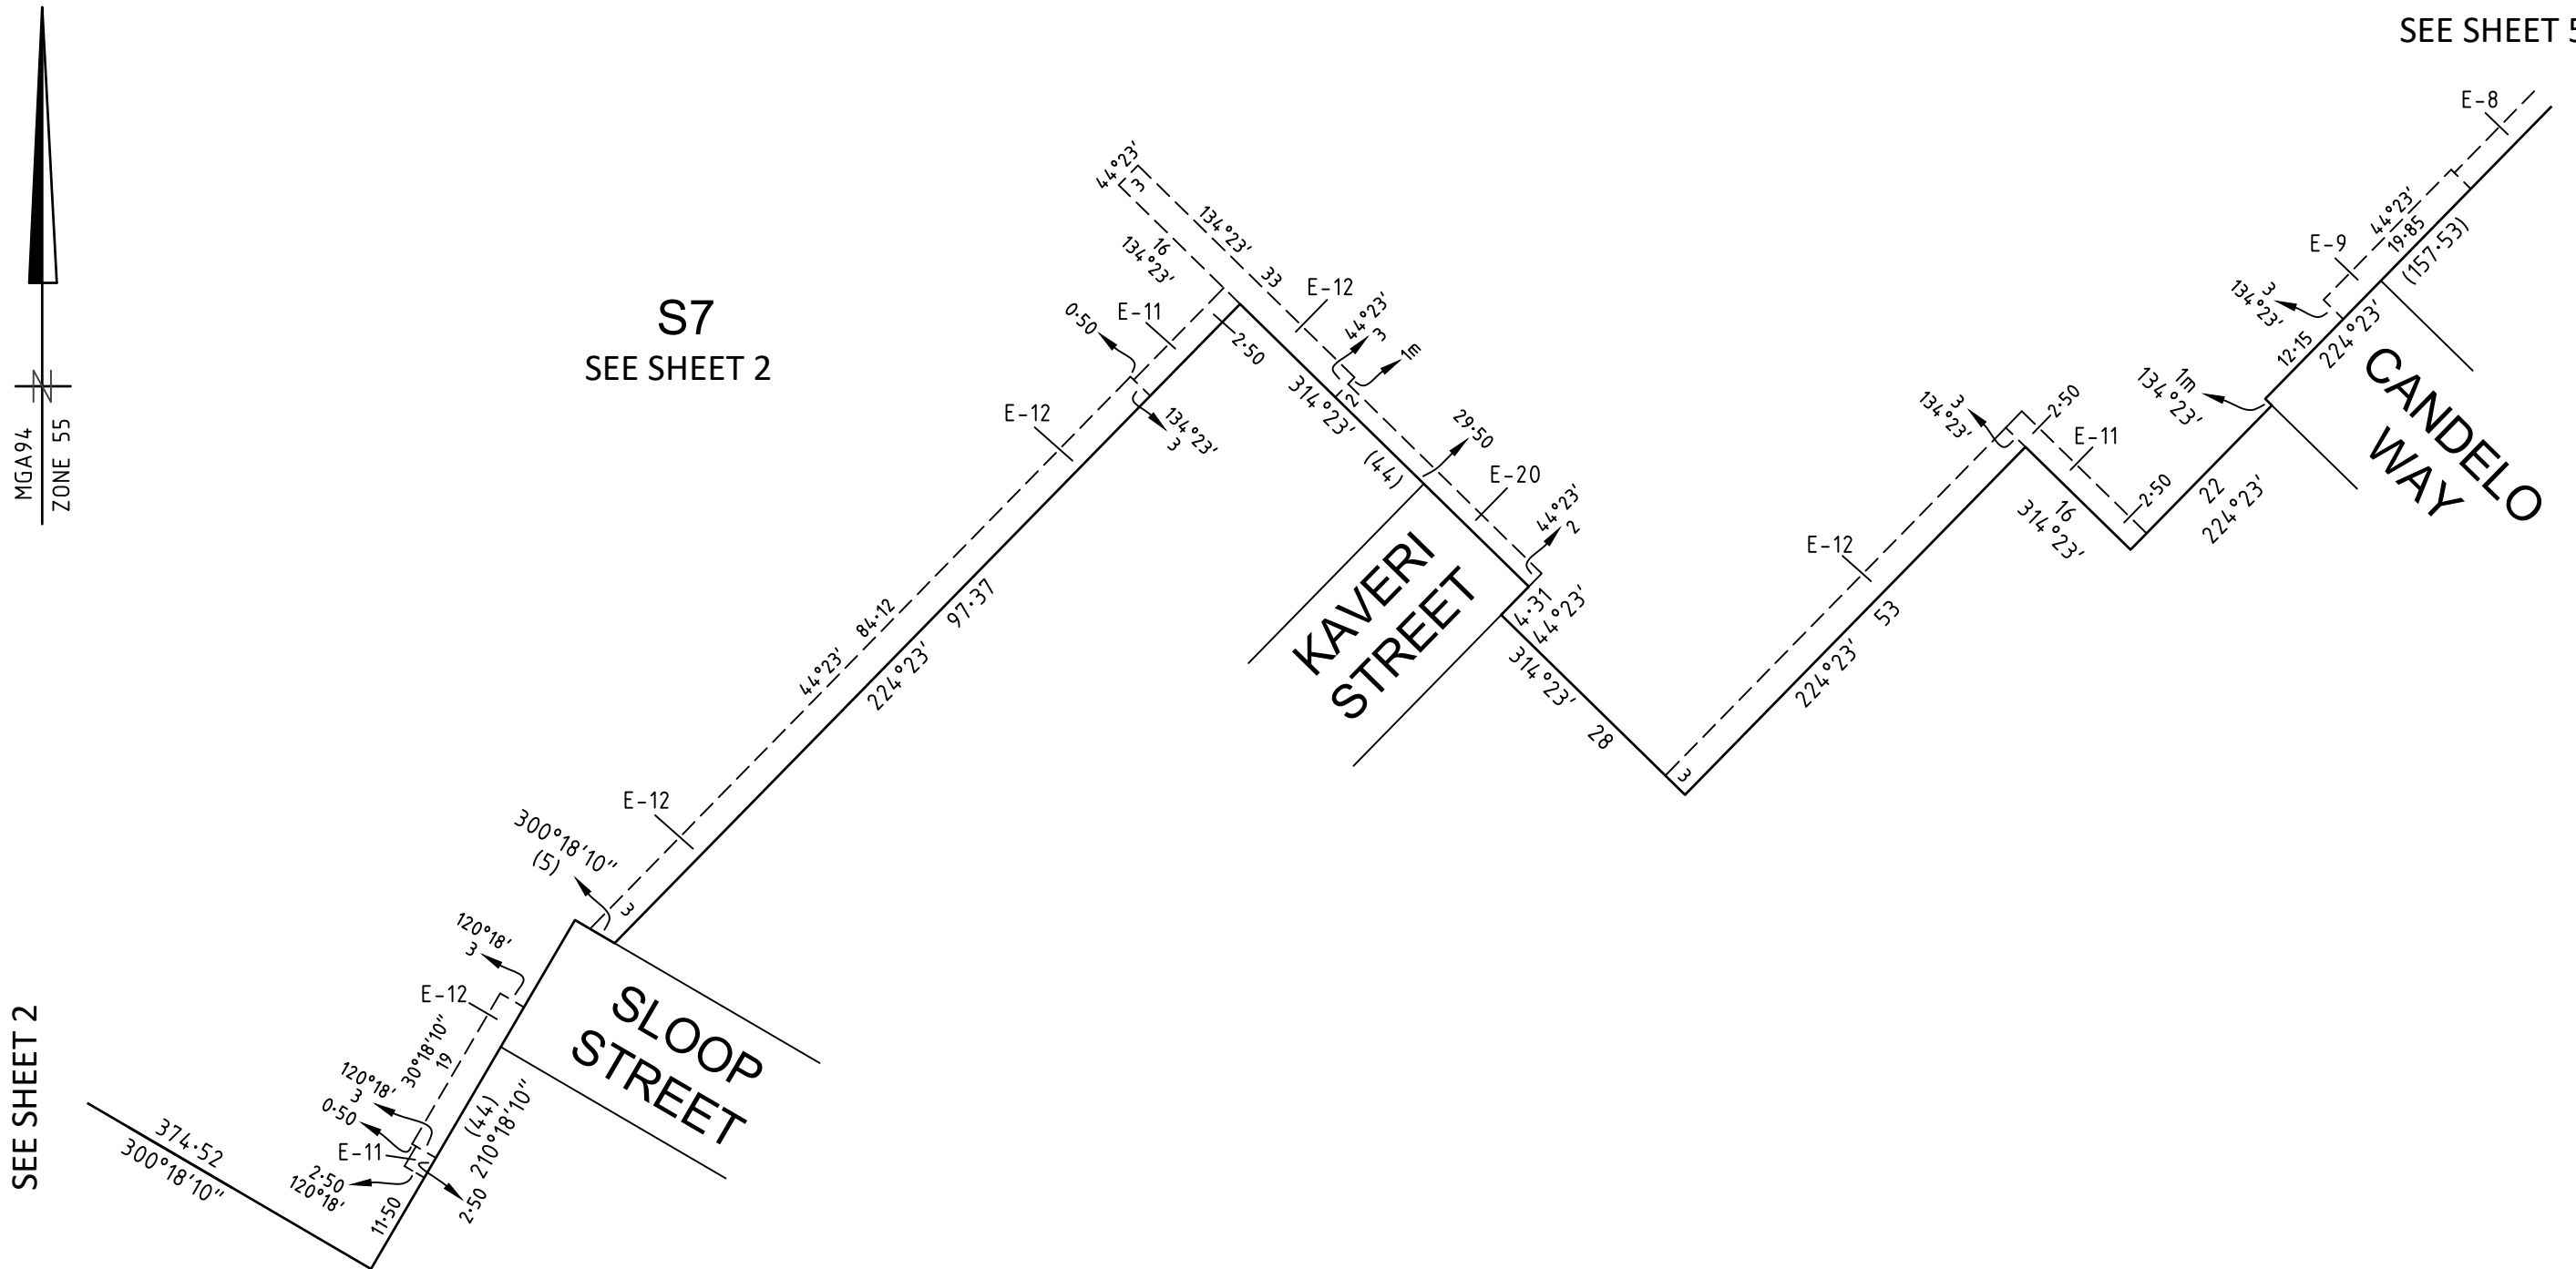 SEE SHEET 5
MGA94
ZONE 55
N
S7
SEE SHEET 2
44°23'
3
134°23'
33
16
134°23'
E-12
44°23'
3
1m
2
E-11
0·50
2·50
134°23'
3
E-12
314°23'
(44)
29·50
E-20
44°23'
2
4·31
44°23'
KAVERI
STREET
314°23'
28
3
84·12
44°23'
97·37
224°23'
E-12
300°18'10"
(5)
3
E-12
53
224°23'
3
134°23'
2·50
E-11
2·50
16
314°23'
22
224°23'
1m
134°23'
12·15
224°23'
3
134°23'
E-9
44°23'
19·85
(157·53)
E-8
CANDELO
WAY
120°18'
3
E-12
30°18'10"
19
120°18'
3
0·50
E-11
2·50
120°18'
2·50
11·50
(44)
210°18'10"
SLOOP
STREET
374·52
300°18'10"
SEE SHEET 2